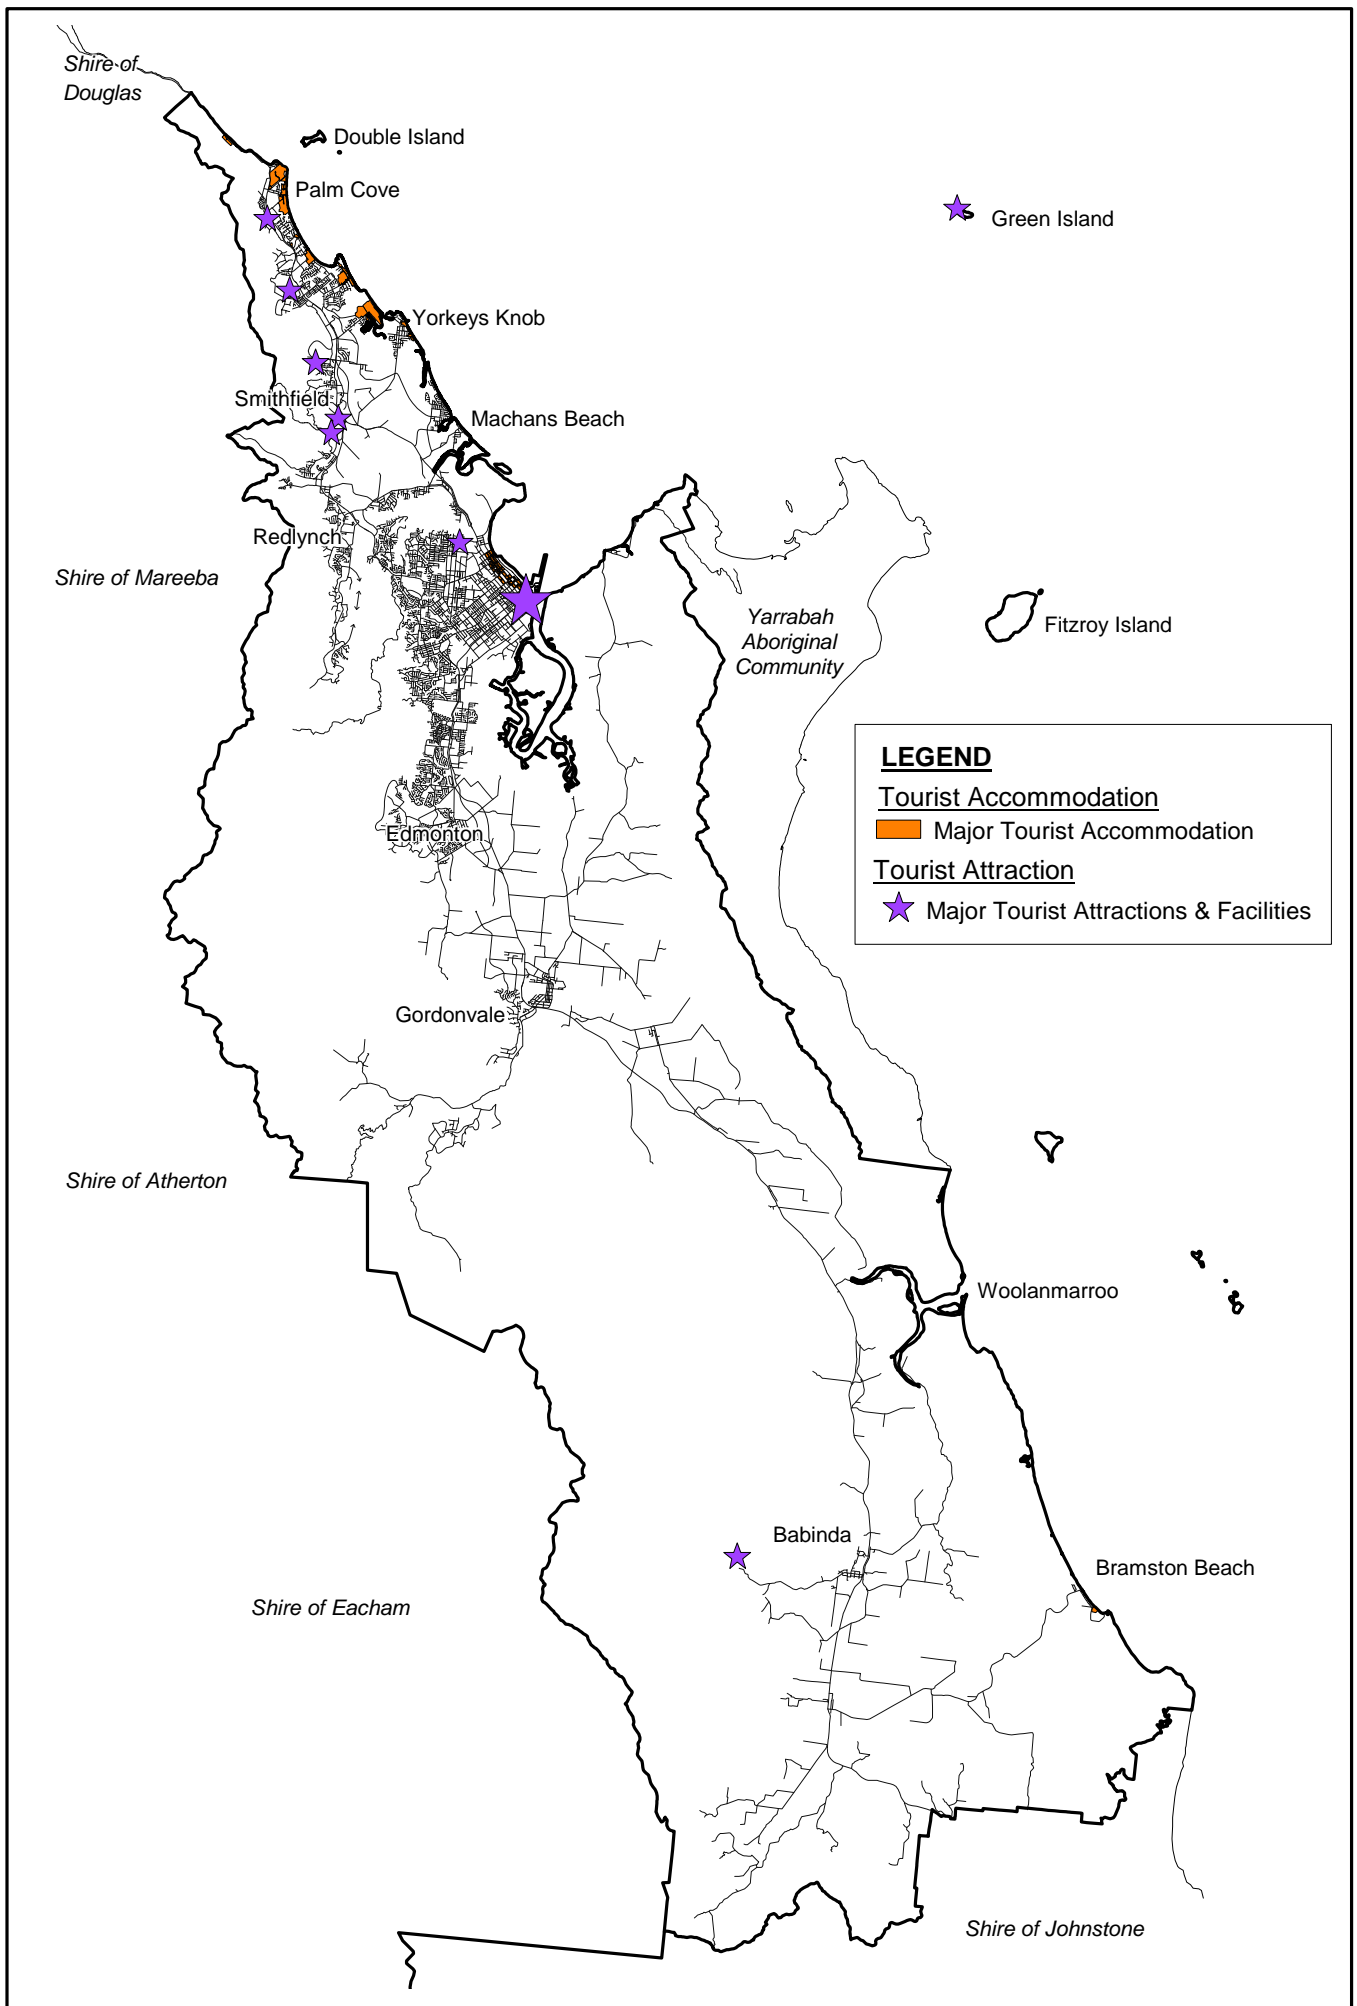 Shire of
Douglas
Double Island
Palm Cove
Green Island
Yorkeys Knob
Smithfield
Machans Beach
Redlynch
Shire of Mareeba
Yarrabah
Aboriginal
Community
Fitzroy Island
LEGEND
Tourist Accommodation
Major Tourist Accommodation
Tourist Attraction
Major Tourist Attractions & Facilities
Edmonton
Gordonvale
Shire of Atherton
Woolanmarroo
Babinda
Bramston Beach
Shire of Eacham
Shire of Johnstone